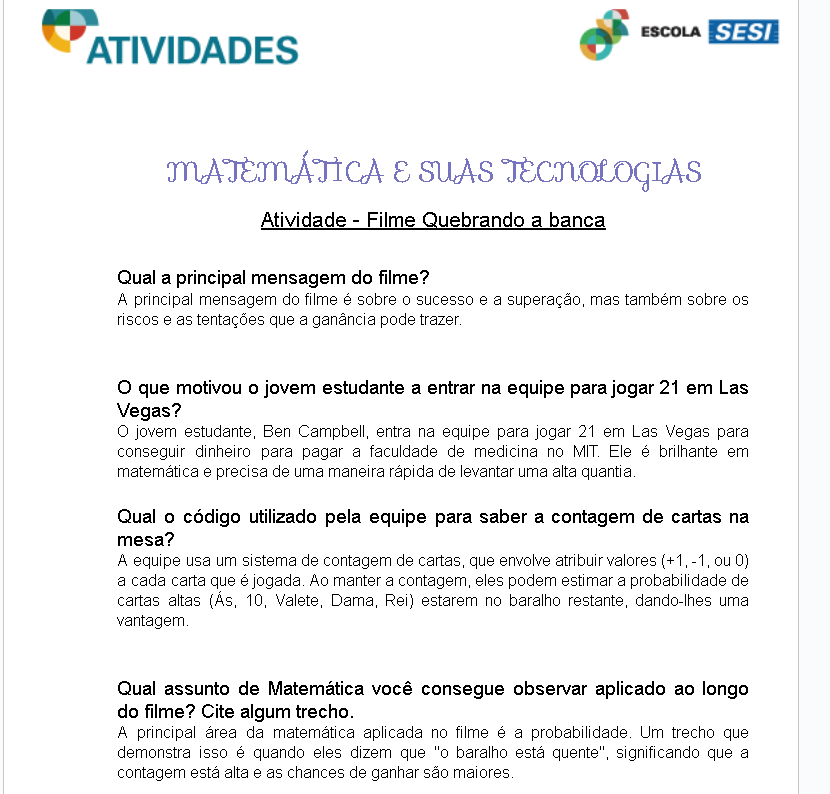 ATIVIDADES
ESCOLA SESI
MATEMÁTICA E SUAS TECNOLOGIAS
Atividade - Filme Quebrando a banca
Qual a principal mensagem do filme?
A principal mensagem do filme é sobre o sucesso e a superação, mas também sobre os
riscos e as tentações que a ganância pode trazer.
O que motivou o jovem estudante a entrar na equipe para jogar 21 em Las
Vegas?
O jovem estudante, Ben Campbell, entra na equipe para jogar 21 em Las Vegas para
conseguir dinheiro para pagar a faculdade de medicina no MIT. Ele é brilhante em
matemática e precisa de uma maneira rápida de levantar uma alta quantia.
Qual o código utilizado pela equipe para saber a contagem de cartas na
mesa?
A equipe usa um sistema de contagem de cartas, que envolve atribuir valores (+1, -1, ou 0)
a cada carta que é jogada. Ao manter a contagem, eles podem estimar a probabilidade de
cartas altas (Ás, 10, Valete, Dama, Rei) estarem no baralho restante, dando-lhes uma
vantagem.
Qual assunto de Matemática você consegue observar aplicado ao longo
do filme? Cite algum trecho.
A principal área da matemática aplicada no filme é a probabilidade. Um trecho que
demonstra isso é quando eles dizem que "o baralho está quente", significando que a
contagem está alta e as chances de ganhar são maiores.